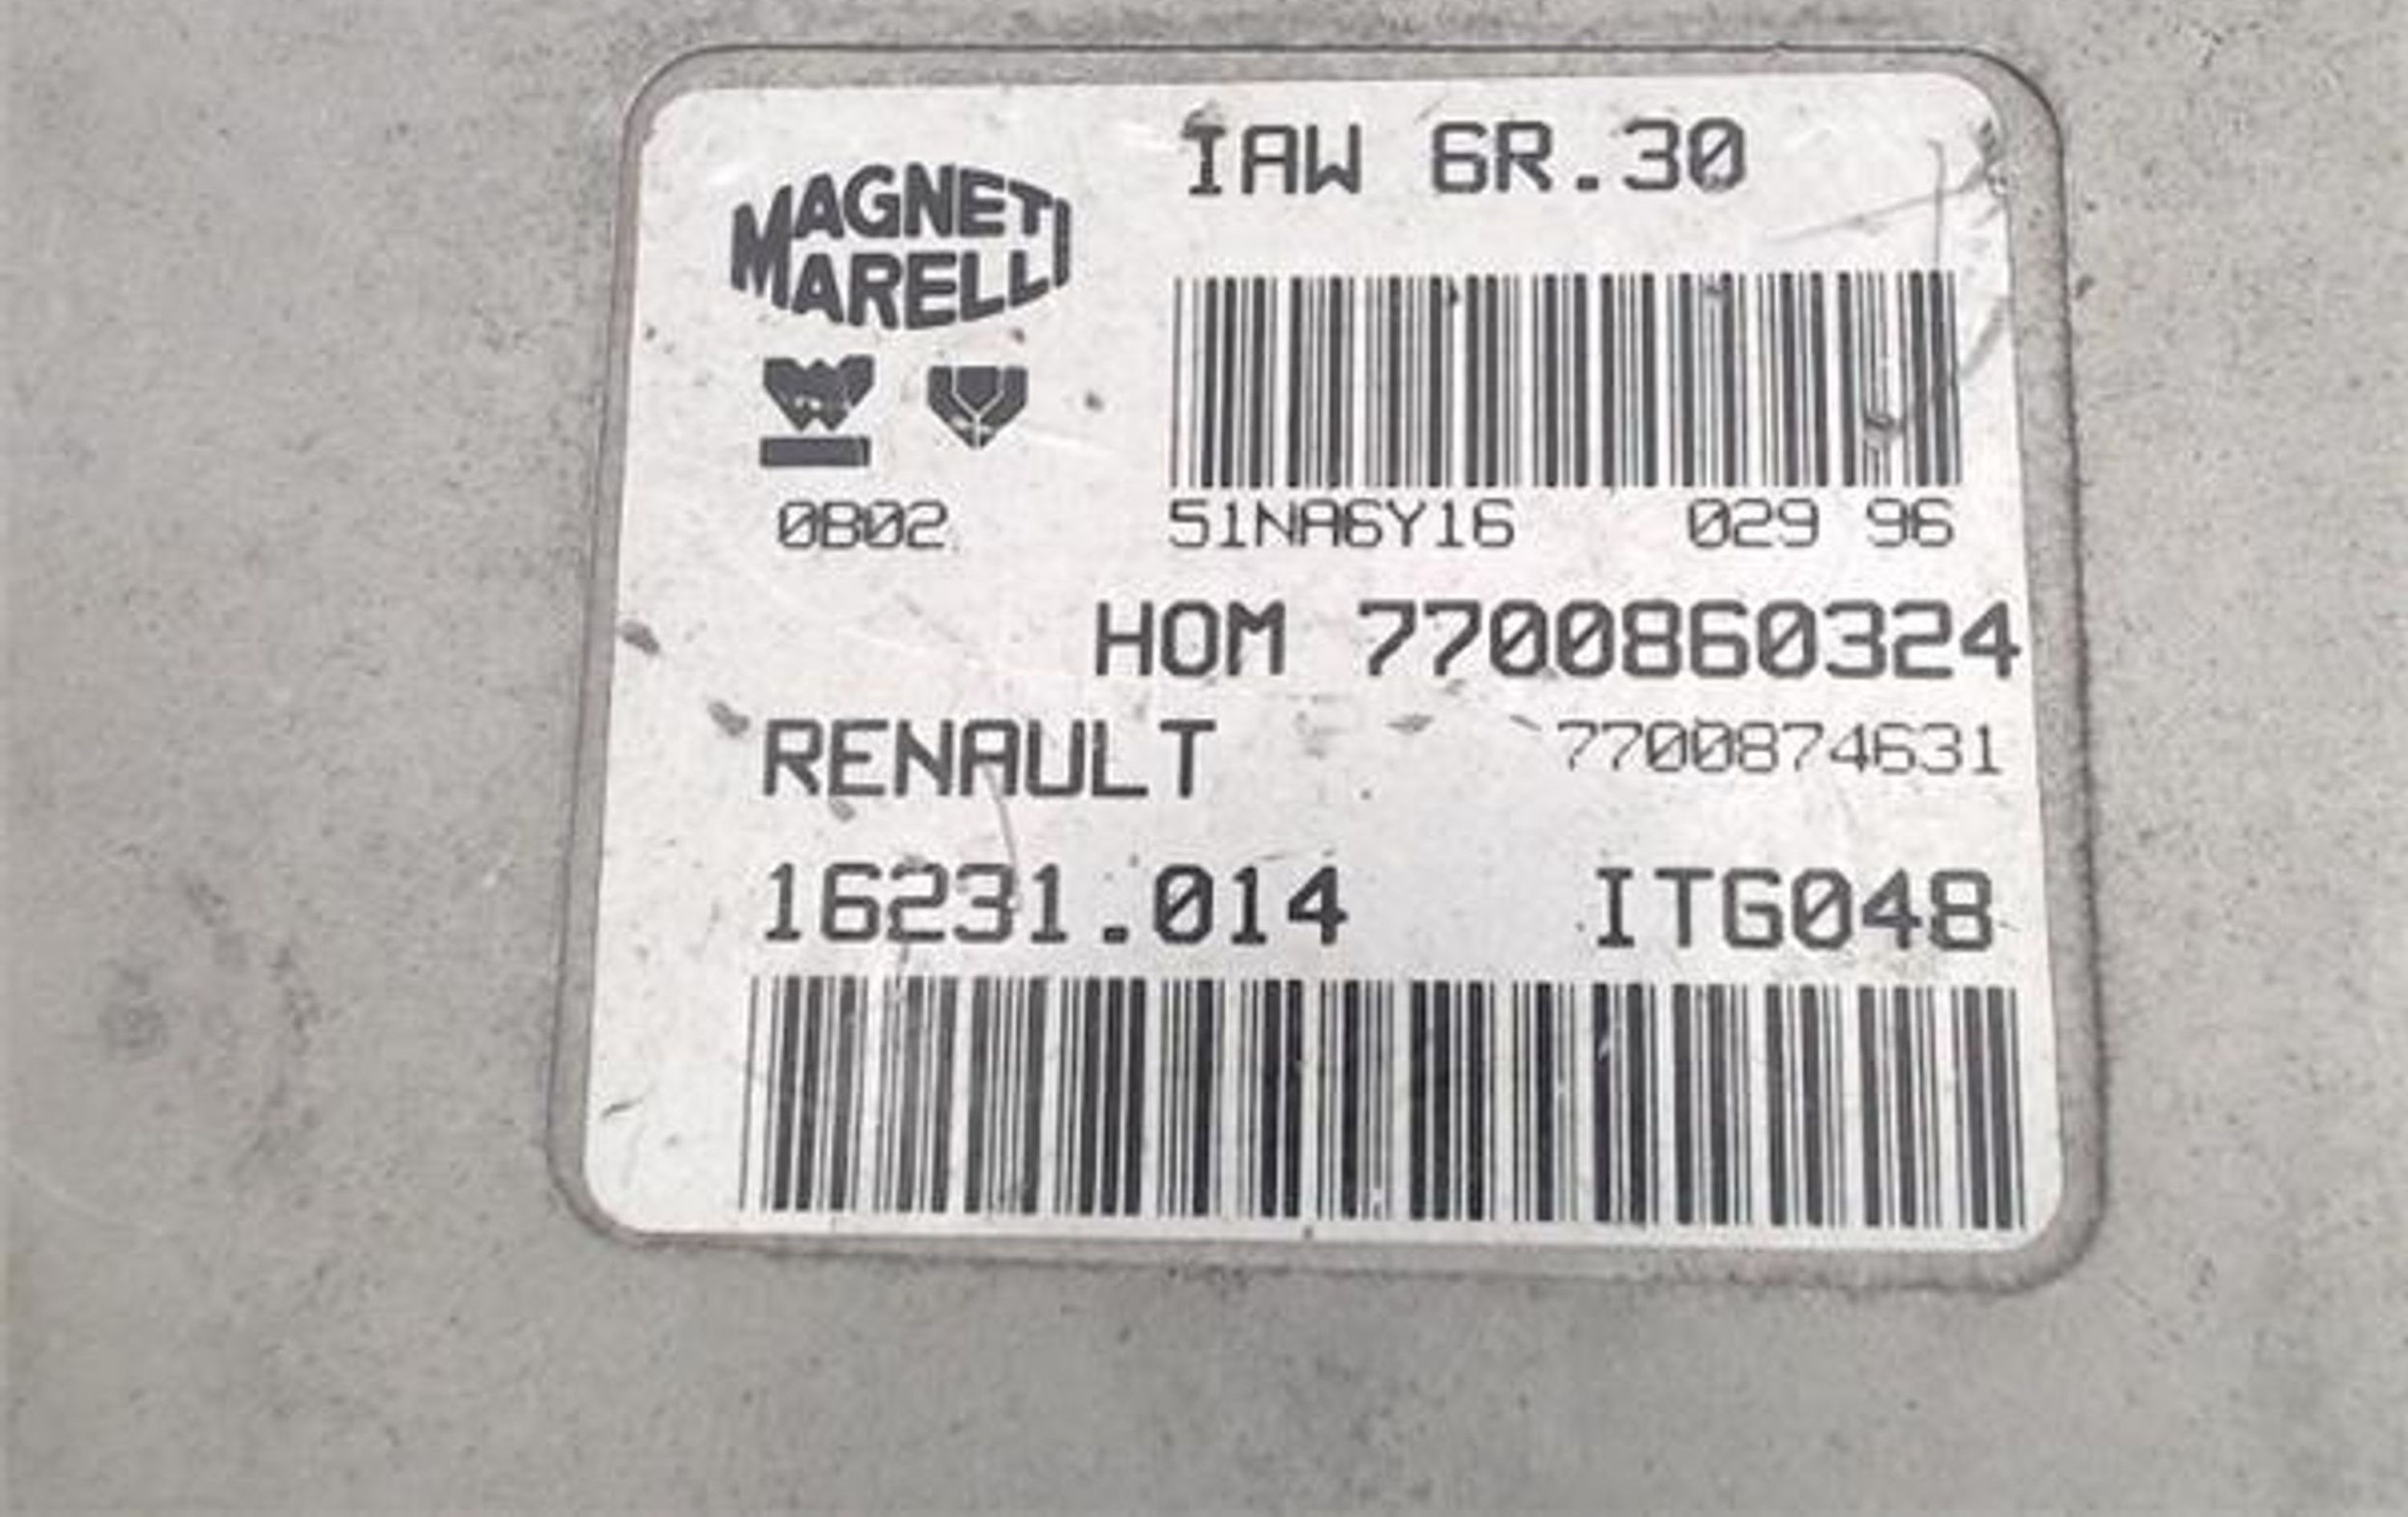 IAW 6R.30
MAGNETI
MARELLI
0B02 51NA6Y16 029 96
HOM 7700860324
RENAULT 7700874631
16231.014 ITG048